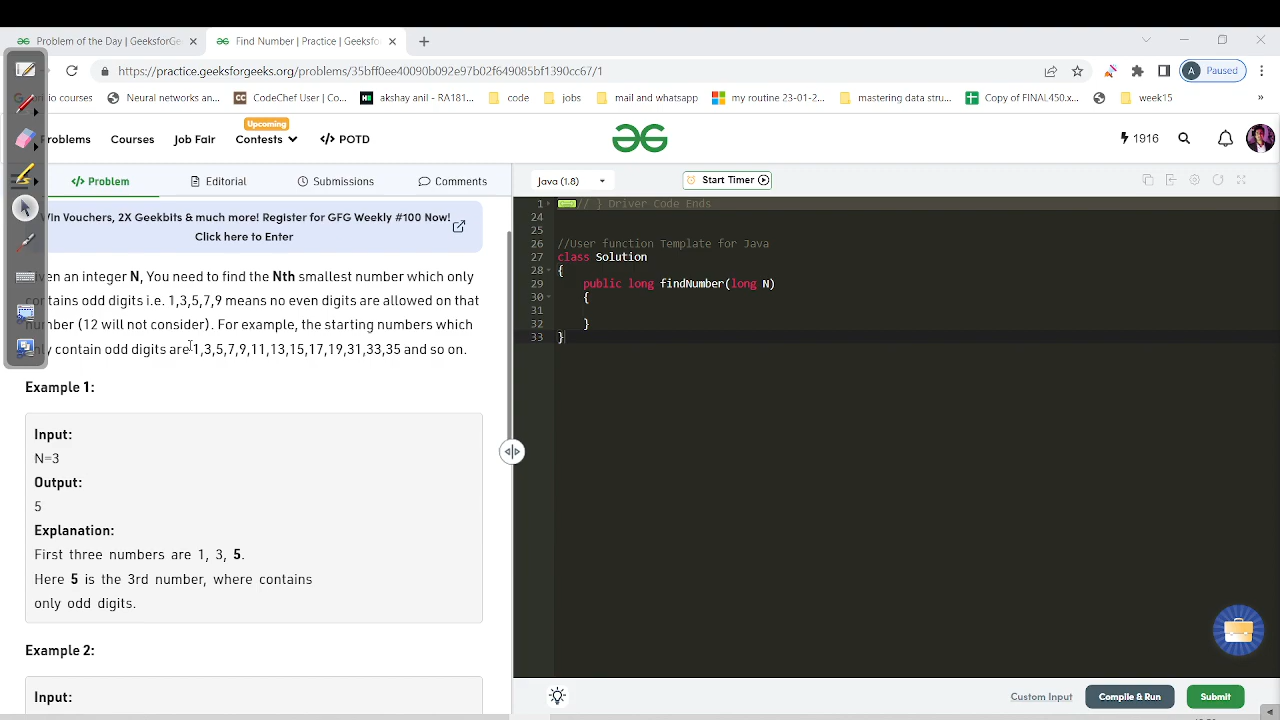 Problem of the Day | GeeksforGe
Find Number | Practice | Geeksfo
https://practice.geeksforgeeks.org/problems/35bff0ee40090b092e97b02f649085bf1390cc67/1
A Paused
courses
Neural networks an...
CC CodeChef User | Co...
akshay anil - RA191...
code
jobs
mail and whatsapp
my routine 23-01-2...
mastering data stru...
Copy of FINAL450.x...
week15
»
roblems
Courses
Job Fair
Upcoming
Contests
</> POTD
1916
</> Problem
Editorial
Submissions
Comments
Java (1.8)
Start Timer
in Vouchers, 2X Geekbits & much more! Register for GFG Weekly #100 Now!
Click here to Enter
en an integer N, You need to find the Nth smallest number which only
contains odd digits i.e. 1,3,5,7,9 means no even digits are allowed on that
number (12 will not consider). For example, the starting numbers which
nly contain odd digits are 1,3,5,7,9,11,13,15,17,19,31,33,35 and so on.
Example 1:
Input:
N=3
Output:
5
Explanation:
First three numbers are 1, 3, 5.
Here 5 is the 3rd number, where contains
only odd digits.
Example 2:
Input:
1 // } Driver Code Ends
24
25
26 //User function Template for Java
27 class Solution
28 {
29 public long findNumber(long N)
30 {
31
32 }
33 }
Custom Input
Compile & Run
Submit